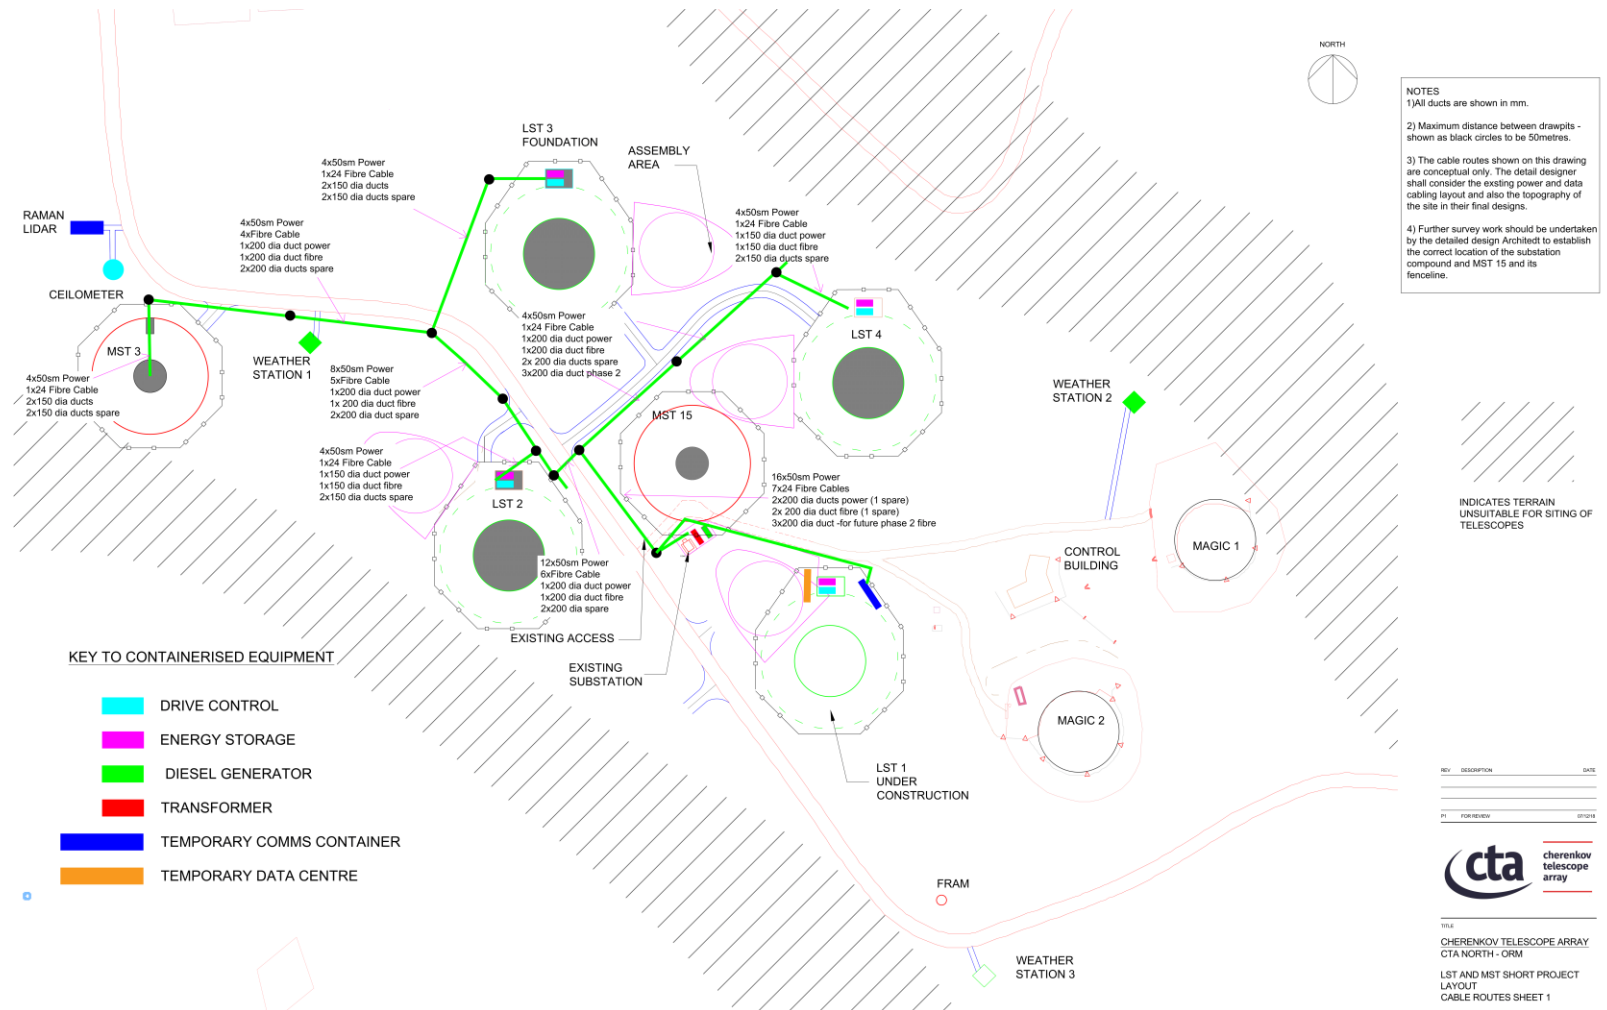 NORTH
NOTES
1)All ducts are shown in mm.
2) Maximum distance between drawpits -
shown as black circles to be 50metres.
3) The cable routes shown on this drawing
are conceptual only. The detail designer
shall consider the exsting power and data
cabling layout and also the topography of
the site in their final designs.
4) Further survey work should be undertaken
by the detailed design Architedt to establish
the correct location of the substation
compound and MST 15 and its
fenceline.
LST 3
FOUNDATION
ASSEMBLY
AREA
4x50sm Power
1x24 Fibre Cable
2x150 dia ducts
2x150 dia ducts spare
RAMAN
LIDAR
4x50sm Power
4xFibre Cable
1x200 dia duct power
1x200 dia duct fibre
2x200 dia ducts spare
4x50sm Power
1x24 Fibre Cable
1x150 dia duct power
1x150 dia duct fibre
2x150 dia ducts spare
CEILOMETER
4x50sm Power
1x24 Fibre Cable
1x200 dia duct power
1x200 dia duct fibre
2x 200 dia ducts spare
3x200 dia duct phase 2
LST 4
MST 3
WEATHER
STATION 1
8x50sm Power
5xFibre Cable
1x200 dia duct power
1x 200 dia duct fibre
2x200 dia duct spare
4x50sm Power
1x24 Fibre Cable
2x150 dia ducts
2x150 dia ducts spare
WEATHER
STATION 2
MST 15
4x50sm Power
1x24 Fibre Cable
1x150 dia duct power
1x150 dia duct fibre
2x150 dia ducts spare
16x50sm Power
7x24 Fibre Cables
2x200 dia ducts power (1 spare)
2x 200 dia duct fibre (1 spare)
3x200 dia duct -for future phase 2 fibre
LST 2
INDICATES TERRAIN
UNSUITABLE FOR SITING OF
TELESCOPES
MAGIC 1
CONTROL
BUILDING
12x50sm Power
6xFibre Cable
1x200 dia duct power
1x200 dia duct fibre
2x200 dia spare
EXISTING ACCESS
EXISTING
SUBSTATION
KEY TO CONTAINERISED EQUIPMENT
DRIVE CONTROL
ENERGY STORAGE
DIESEL GENERATOR
TRANSFORMER
TEMPORARY COMMS CONTAINER
TEMPORARY DATA CENTRE
MAGIC 2
LST 1
UNDER
CONSTRUCTION
FRAM
WEATHER
STATION 3
REV DESCRIPTION DATE
P1 FOR REVIEW
cta
cherenkov
telescope
array
TITLE
CHERENKOV TELESCOPE ARRAY
CTA NORTH - ORM
LST AND MST SHORT PROJECT
LAYOUT
CABLE ROUTES SHEET 1